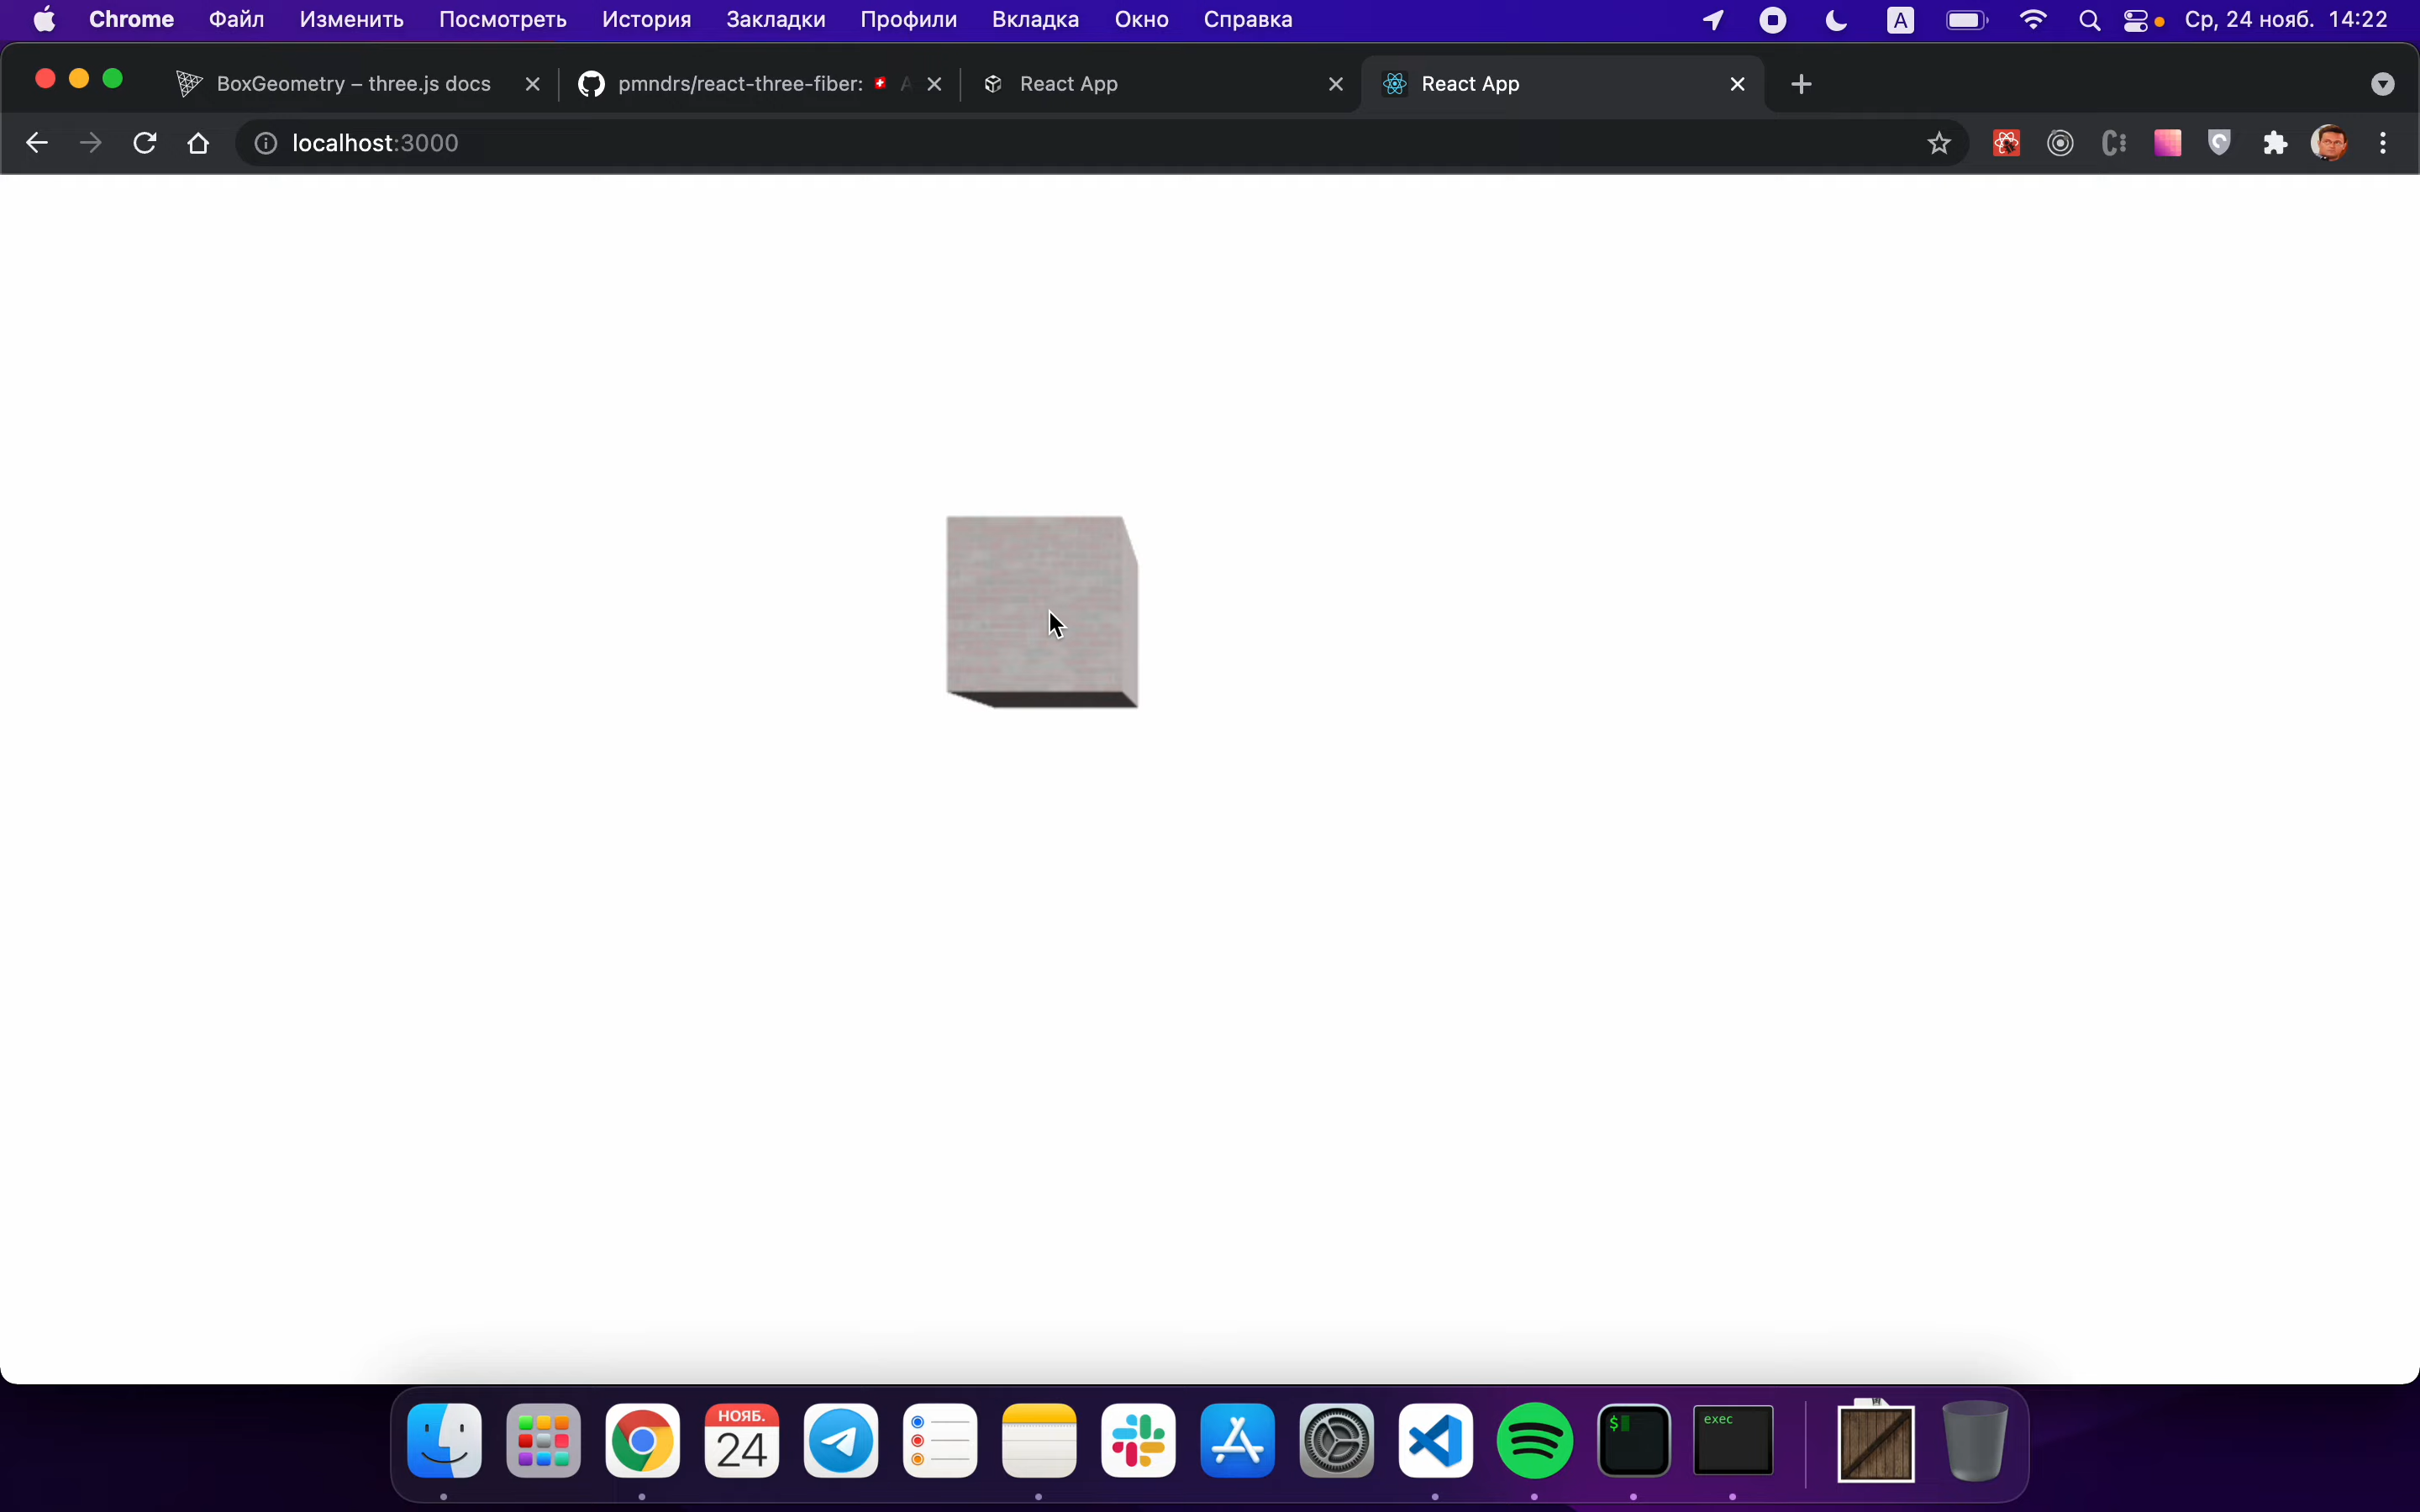 Chrome Файл Изменить Посмотреть История Закладки Профили Вкладка Окно Справка A Ср, 24 нояб. 14:22
BoxGeometry – three.js docs pmndrs/react-three-fiber: React App React App
localhost:3000
НОЯБ.
24
$
exec